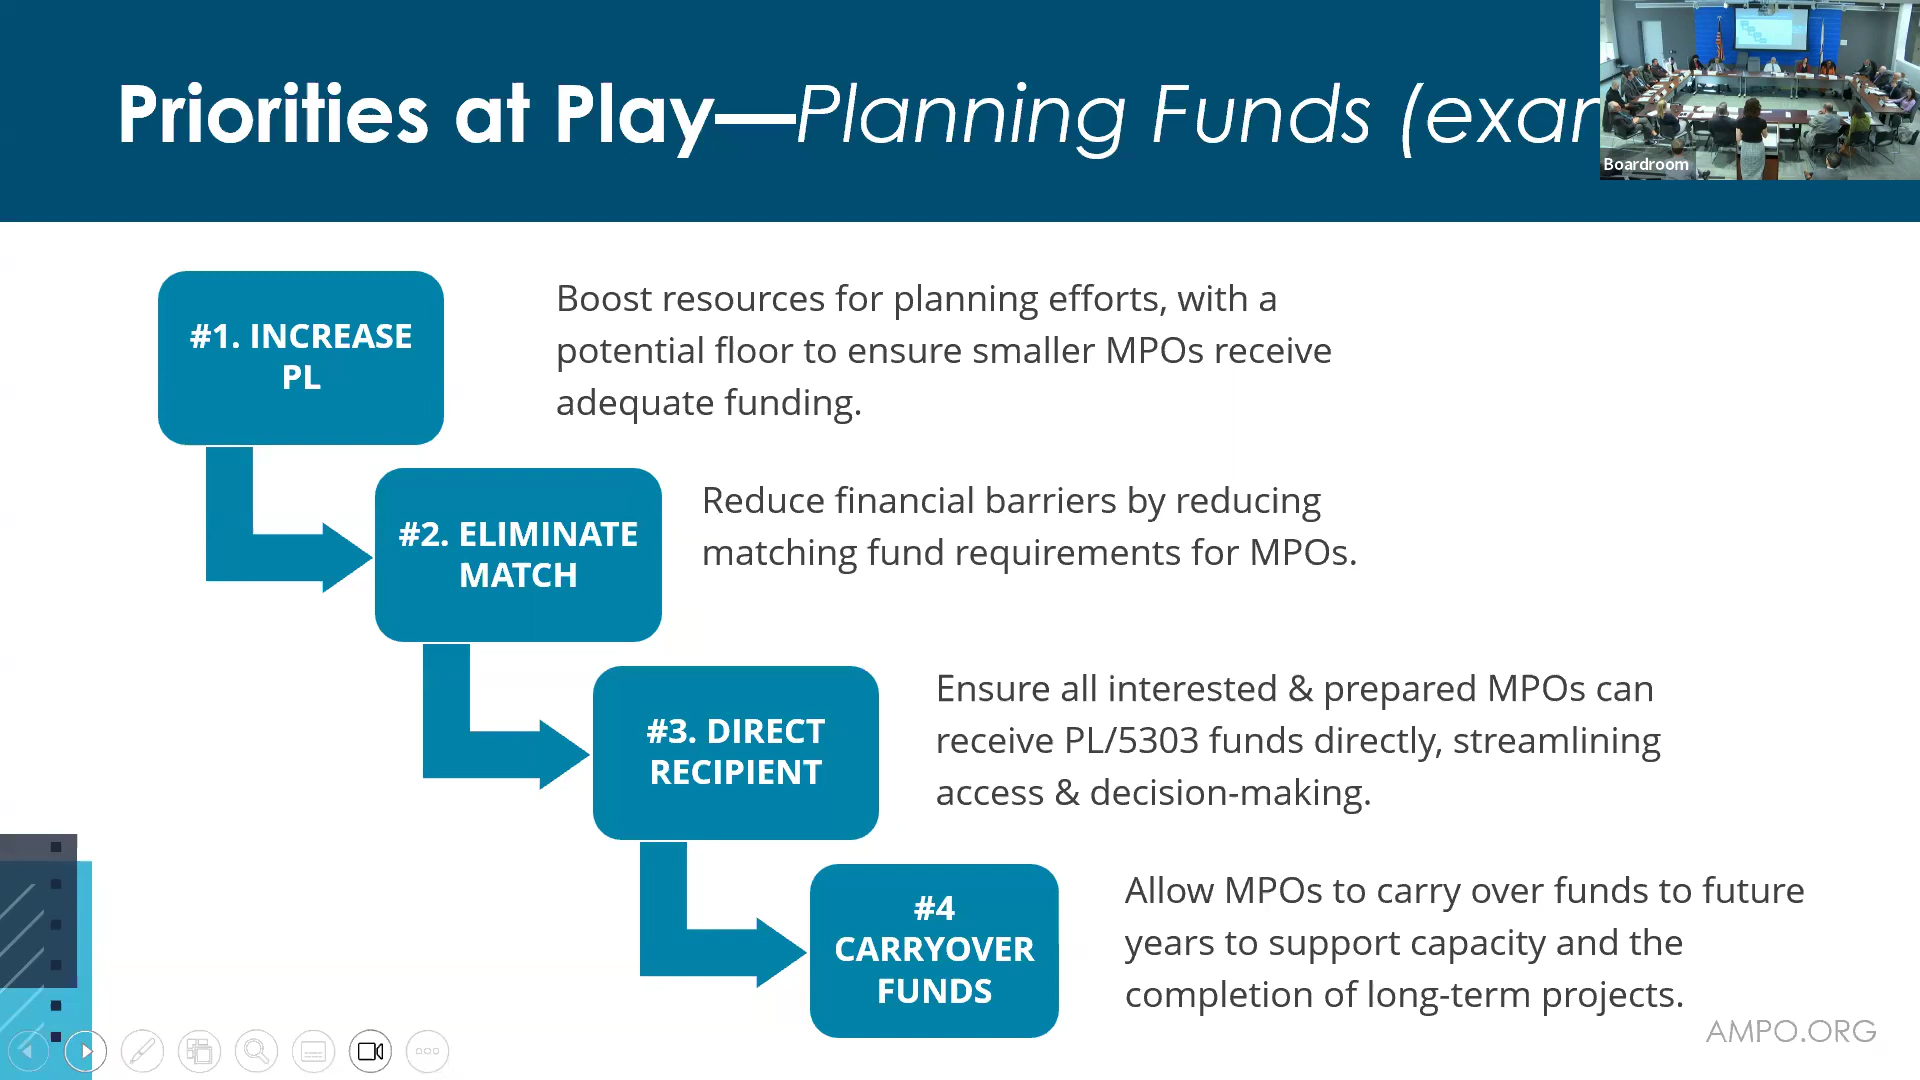 Priorities at Play—Planning Funds (exam
Boardroom
#1. INCREASE
PL
Boost resources for planning efforts, with a
potential floor to ensure smaller MPOs receive
adequate funding.
#2. ELIMINATE
MATCH
Reduce financial barriers by reducing
matching fund requirements for MPOs.
#3. DIRECT
RECIPIENT
Ensure all interested & prepared MPOs can
receive PL/5303 funds directly, streamlining
access & decision-making.
#4
CARRYOVER
FUNDS
Allow MPOs to carry over funds to future
years to support capacity and the
completion of long-term projects.
AMPO.ORG